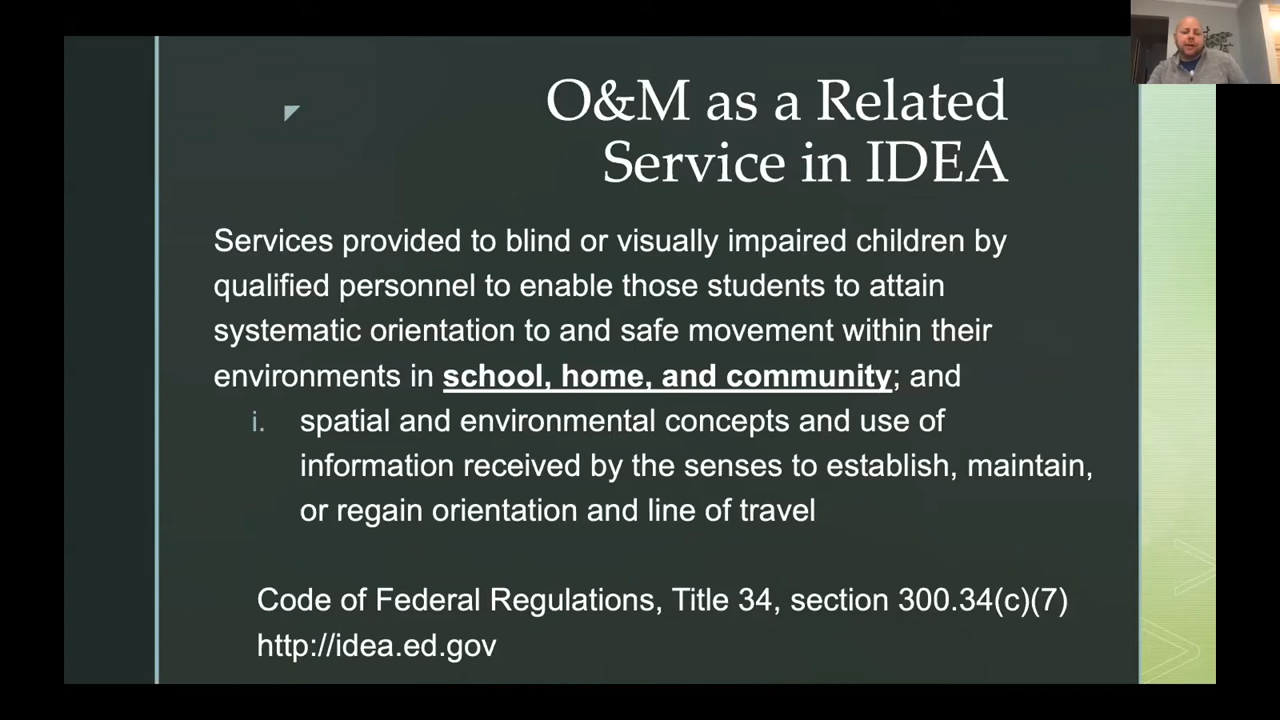 O&M as a Related
Service in IDEA
Services provided to blind or visually impaired children by
qualified personnel to enable those students to attain
systematic orientation to and safe movement within their
environments in school, home, and community; and
i. spatial and environmental concepts and use of
information received by the senses to establish, maintain,
or regain orientation and line of travel
Code of Federal Regulations, Title 34, section 300.34(c)(7)
http://idea.ed.gov